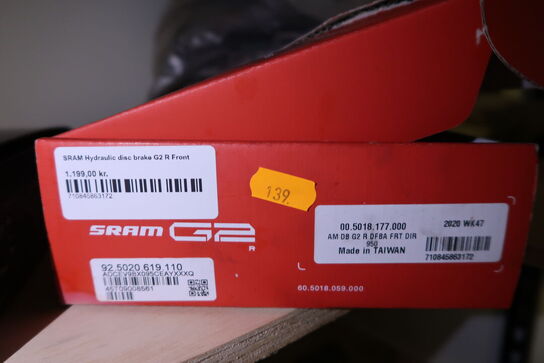 SRAM Hydraulic disc brake G2 R Front
1.199,00 kr.
710845863172
139.
SRAM G2
R
00.5018.177.000
2020 WK47
AM DB G2 R DFBA FRT DIR
950
Made in TAIWAN
710845863172
92.5020.619.110
ADCEV9BX095CEAYXXXQ
45T09008561
60.5018.059.000